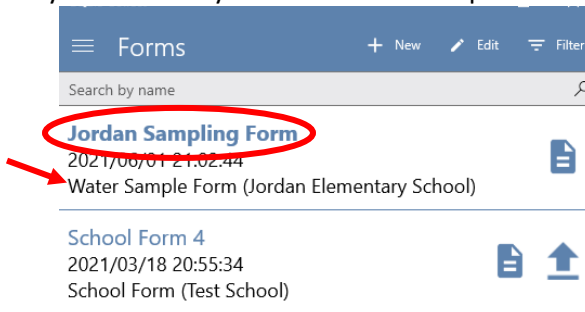 Forms
New
Edit
Filter
Search by name
Jordan Sampling Form
2021/06/01 21:02:44
Water Sample Form (Jordan Elementary School)
School Form 4
2021/03/18 20:55:34
School Form (Test School)